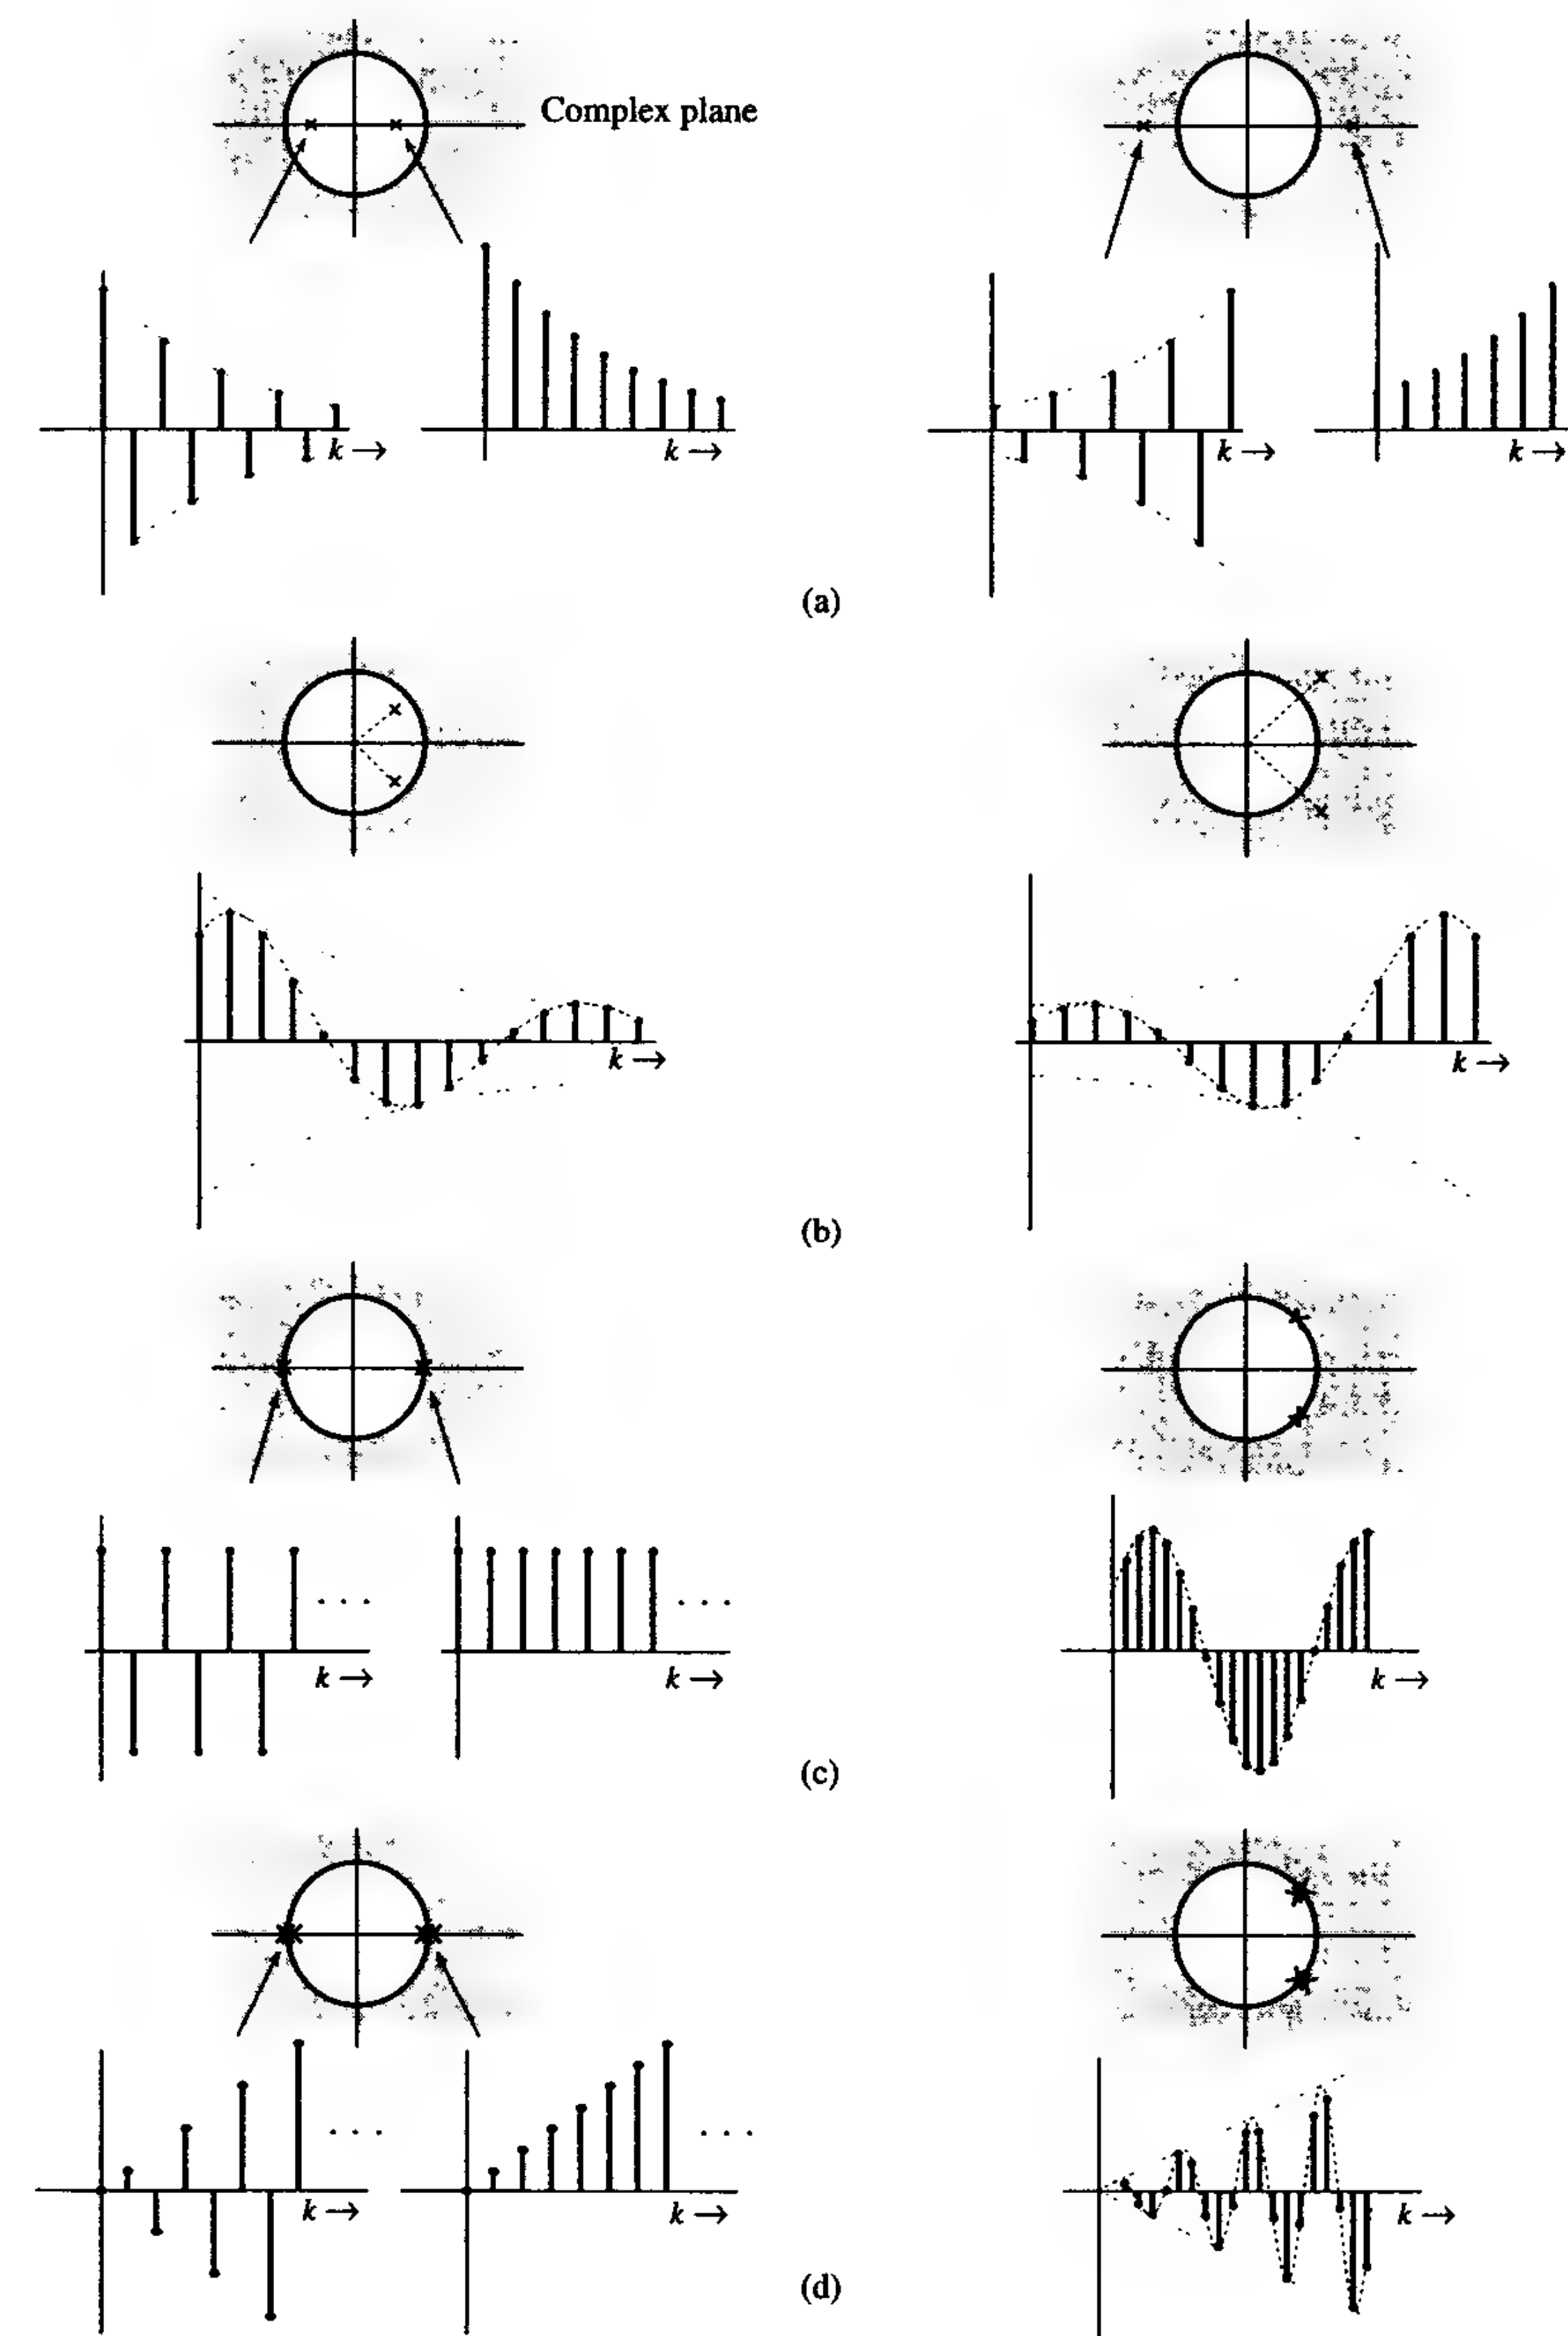 Complex plane
k → k → k → k →
(a)
k → k →
(b)
k → k → k →
(c)
k → k → k →
(d)